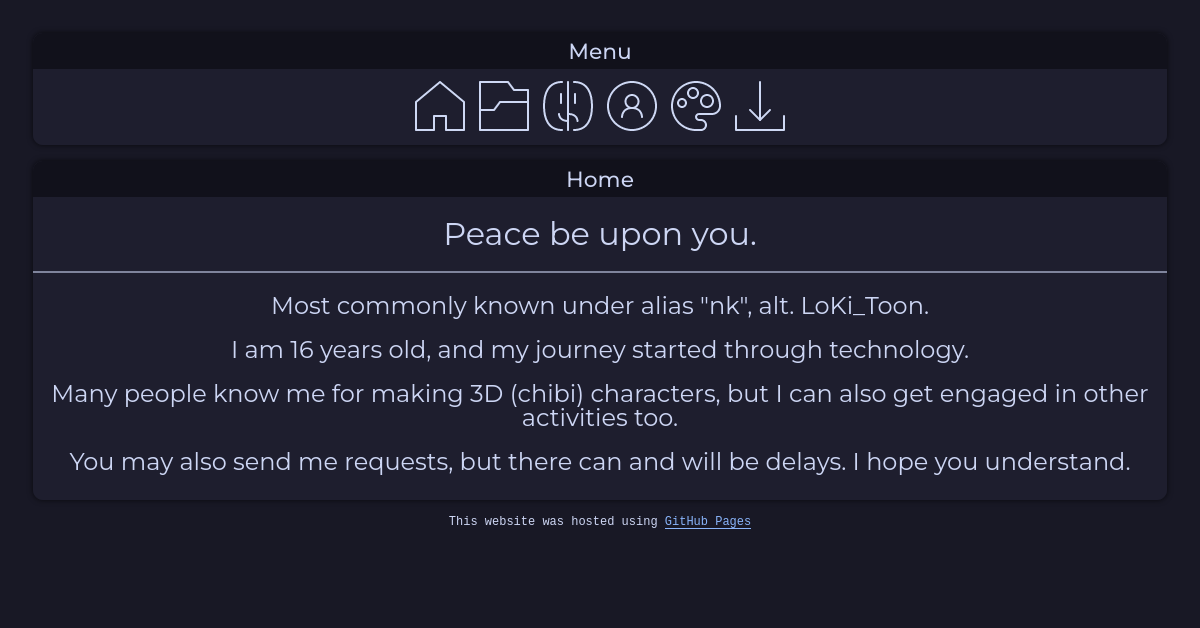 Menu
Home
Peace be upon you.
Most commonly known under alias "nk", alt. LoKi_Toon.
I am 16 years old, and my journey started through technology.
Many people know me for making 3D (chibi) characters, but I can also get engaged in other
activities too.
You may also send me requests, but there can and will be delays. I hope you understand.
This website was hosted using GitHub Pages